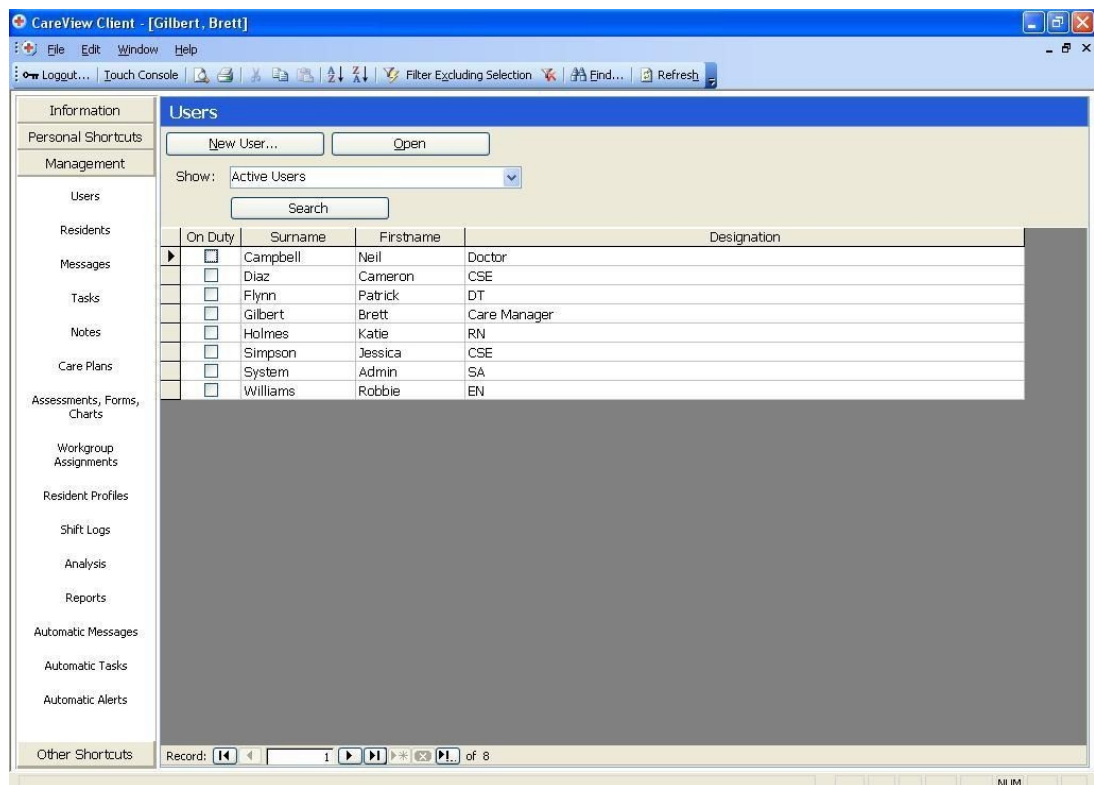 CareView Client - [Gilbert, Brett]
File Edit Window Help
Logout... Touch Console Filter Excluding Selection Find... Refresh
Information
Personal Shortcuts
Management
Users
Residents
Messages
Tasks
Notes
Care Plans
Assessments, Forms,
Charts
Workgroup
Assignments
Resident Profiles
Shift Logs
Analysis
Reports
Automatic Messages
Automatic Tasks
Automatic Alerts
Other Shortcuts
Users
New User... Open
Show: Active Users
Search
On Duty Surname Firstname Designation
Campbell Neil Doctor
Diaz Cameron CSE
Flynn Patrick DT
Gilbert Brett Care Manager
Holmes Katie RN
Simpson Jessica CSE
System Admin SA
Williams Robbie EN
Record: 1 of 8
NUM